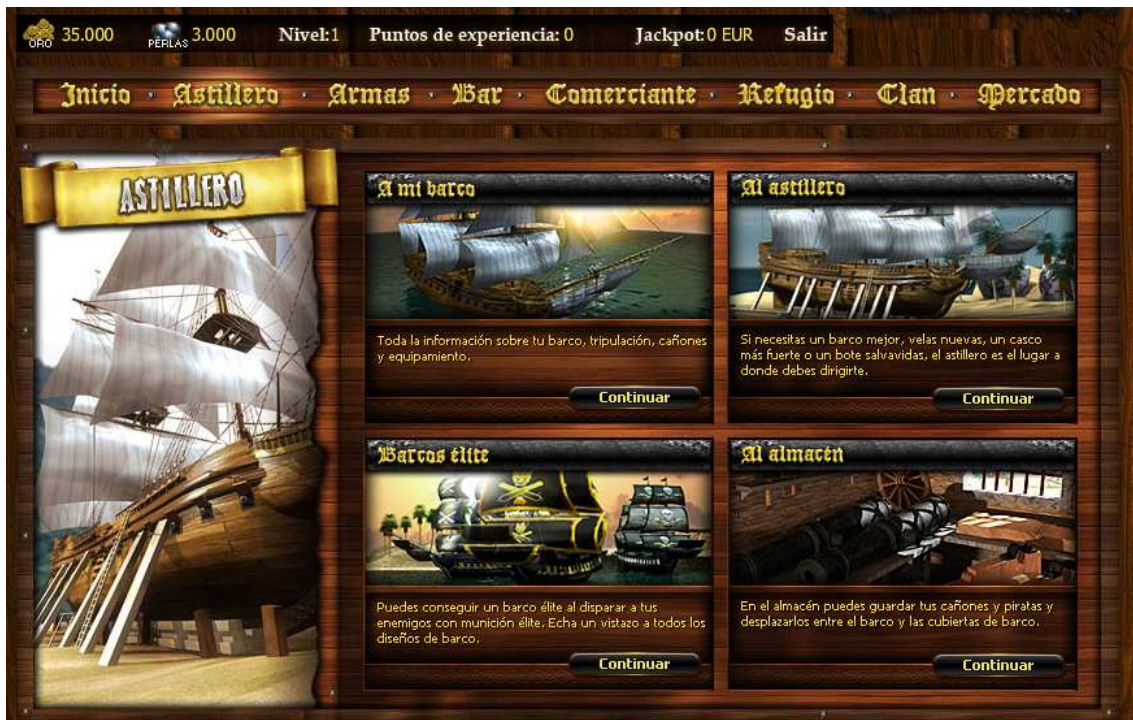 ORO 35.000 PERLAS 3.000 Nivel:1 Puntos de experiencia: 0 Jackpot: 0 EUR Salir
Inicio · Astillero · Armas · Bar · Comerciante · Refugio · Clan · Mercado
ASTILLERO
A mi barco
Toda la información sobre tu barco, tripulación, cañones
y equipamiento.
Continuar
Al astillero
Si necesitas un barco mejor, velas nuevas, un casco
más fuerte o un bote salvavidas, el astillero es el lugar a
donde debes dirigirte.
Continuar
Barcos élite
Puedes conseguir un barco élite al disparar a tus
enemigos con munición élite. Echa un vistazo a todos los
diseños de barco.
Continuar
Al almacén
En el almacén puedes guardar tus cañones y piratas y
desplazarlos entre el barco y las cubiertas de barco.
Continuar